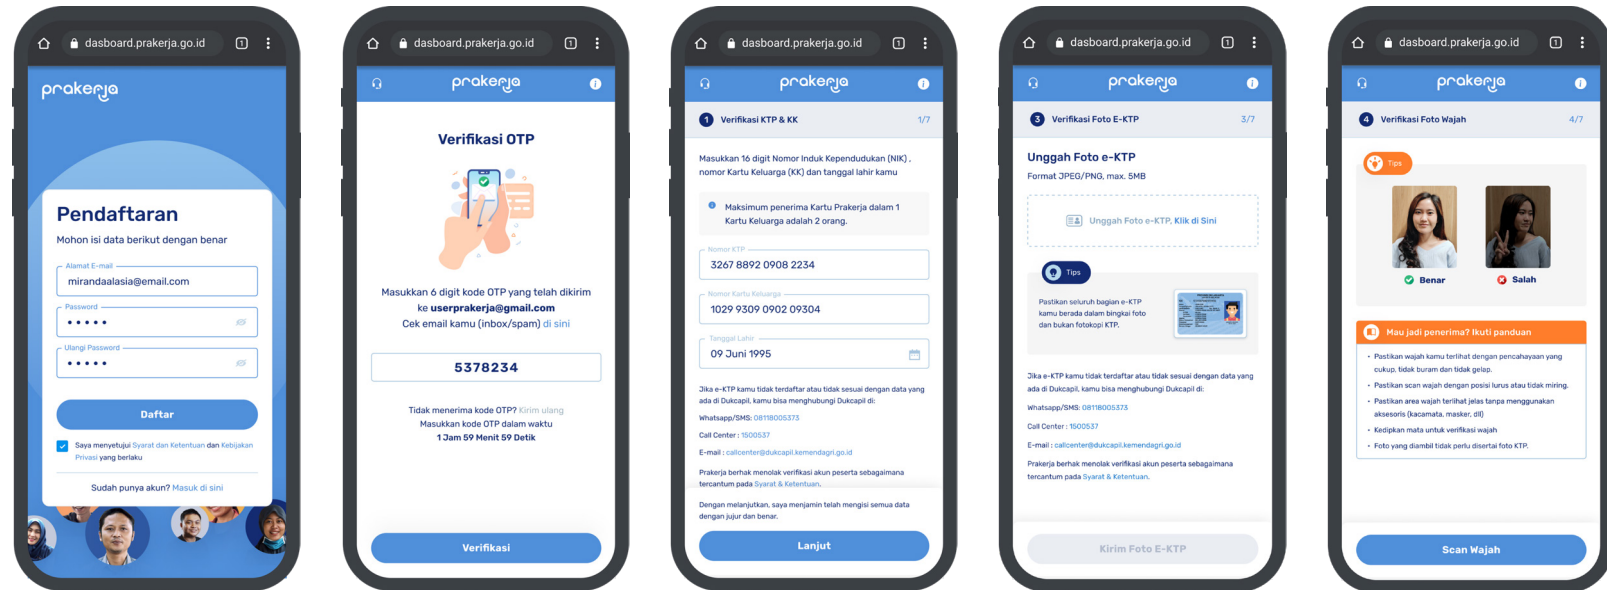 dasboard.prakerja.go.id
1
prakerja
Pendaftaran
Mohon isi data berikut dengan benar
Alamat E-mail
mirandaalasia@email.com
Password
•••••
Ulangi Password
•••••
Daftar
Saya menyetujui Syarat dan Ketentuan dan Kebijakan
Privasi yang berlaku
Sudah punya akun? Masuk di sini
dasboard.prakerja.go.id
1
prakerja
Verifikasi OTP
Masukkan 6 digit kode OTP yang telah dikirim
ke userprakerja@gmail.com
Cek email kamu (inbox/spam) di sini
5378234
Tidak menerima kode OTP? Kirim ulang
Masukkan kode OTP dalam waktu
1 Jam 59 Menit 59 Detik
Verifikasi
dasboard.prakerja.go.id
1
prakerja
1 Verifikasi KTP & KK 1/7
Masukkan 16 digit Nomor Induk Kependudukan (NIK) ,
nomor Kartu Keluarga (KK) dan tanggal lahir kamu
Maksimum penerima Kartu Prakerja dalam 1
Kartu Keluarga adalah 2 orang.
Nomor KTP
3267 8892 0908 2234
Nomor Kartu Keluarga
1029 9309 0902 09304
Tanggal Lahir
09 Juni 1995
Jika e-KTP kamu tidak terdaftar atau tidak sesuai dengan data yang
ada di Dukcapil, kamu bisa menghubungi Dukcapil di:
Whatsapp/SMS: 08118005373
Call Center : 1500537
E-mail : callcenter@dukcapil.kemendagri.go.id
Prakerja berhak menolak verifikasi akun peserta sebagaimana
tercantum pada Syarat & Ketentuan.
Dengan melanjutkan, saya menjamin telah mengisi semua data
dengan jujur dan benar.
Lanjut
dasboard.prakerja.go.id
1
prakerja
3 Verifikasi Foto E-KTP 3/7
Unggah Foto e-KTP
Format JPEG/PNG, max. 5MB
Unggah Foto e-KTP, Klik di Sini
Tips
Pastikan seluruh bagian e-KTP
kamu berada dalam bingkai foto
dan bukan fotokopi KTP.
Jika e-KTP kamu tidak terdaftar atau tidak sesuai dengan data yang
ada di Dukcapil, kamu bisa menghubungi Dukcapil di:
Whatsapp/SMS: 08118005373
Call Center : 1500537
E-mail : callcenter@dukcapil.kemendagri.go.id
Prakerja berhak menolak verifikasi akun peserta sebagaimana
tercantum pada Syarat & Ketentuan.
Kirim Foto E-KTP
dasboard.prakerja.go.id
1
prakerja
4 Verifikasi Foto Wajah 4/7
Tips
Benar
Salah
Mau jadi penerima? Ikuti panduan
• Pastikan wajah kamu terlihat dengan pencahayaan yang
cukup, tidak buram dan tidak gelap.
• Pastikan scan wajah dengan posisi lurus atau tidak miring.
• Pastikan area wajah terlihat jelas tanpa menggunakan
aksesoris (kacamata, masker, dll)
• Kedipkan mata untuk verifikasi wajah
• Foto yang diambil tidak perlu disertai foto KTP.
Scan Wajah